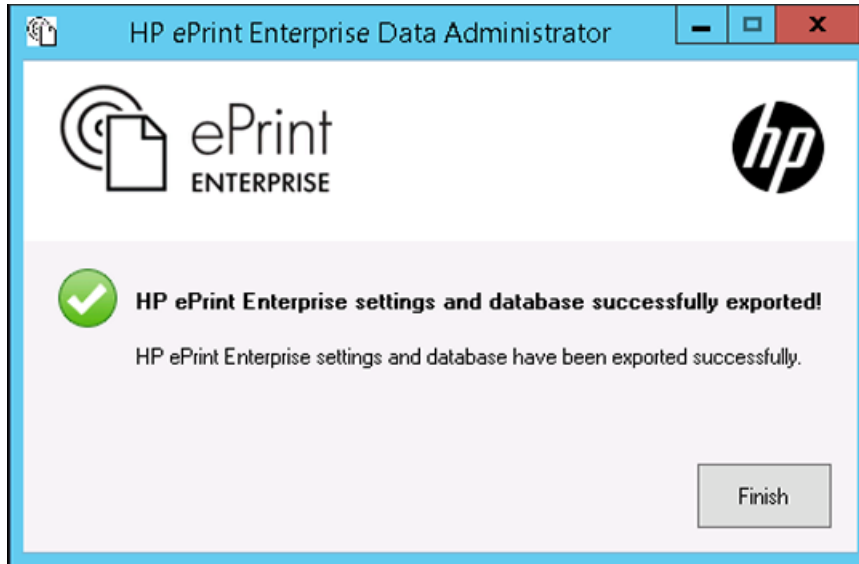 HP ePrint Enterprise Data Administrator
ePrint
ENTERPRISE
hp
HP ePrint Enterprise settings and database successfully exported!
HP ePrint Enterprise settings and database have been exported successfully.
Finish